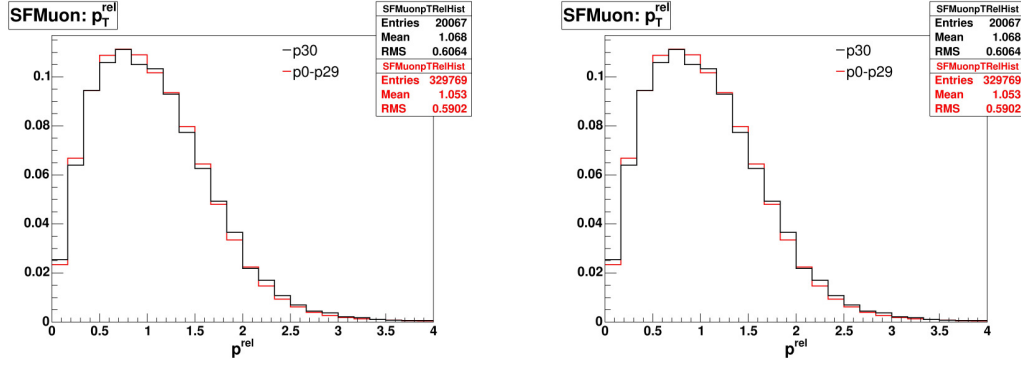 SFMuon: p_T^rel
SFMuonpTRelHist
Entries 20067
Mean 1.068
RMS 0.6064
SFMuonpTRelHist
Entries 329769
Mean 1.053
RMS 0.5902
p30
p0-p29
0.1
0.08
0.06
0.04
0.02
0
0 0.5 1 1.5 2 2.5 3 3.5 4
p^rel
SFMuon: p_T^rel
SFMuonpTRelHist
Entries 20067
Mean 1.068
RMS 0.6064
SFMuonpTRelHist
Entries 329769
Mean 1.053
RMS 0.5902
p30
p0-p29
0.1
0.08
0.06
0.04
0.02
0
0 0.5 1 1.5 2 2.5 3 3.5 4
p^rel